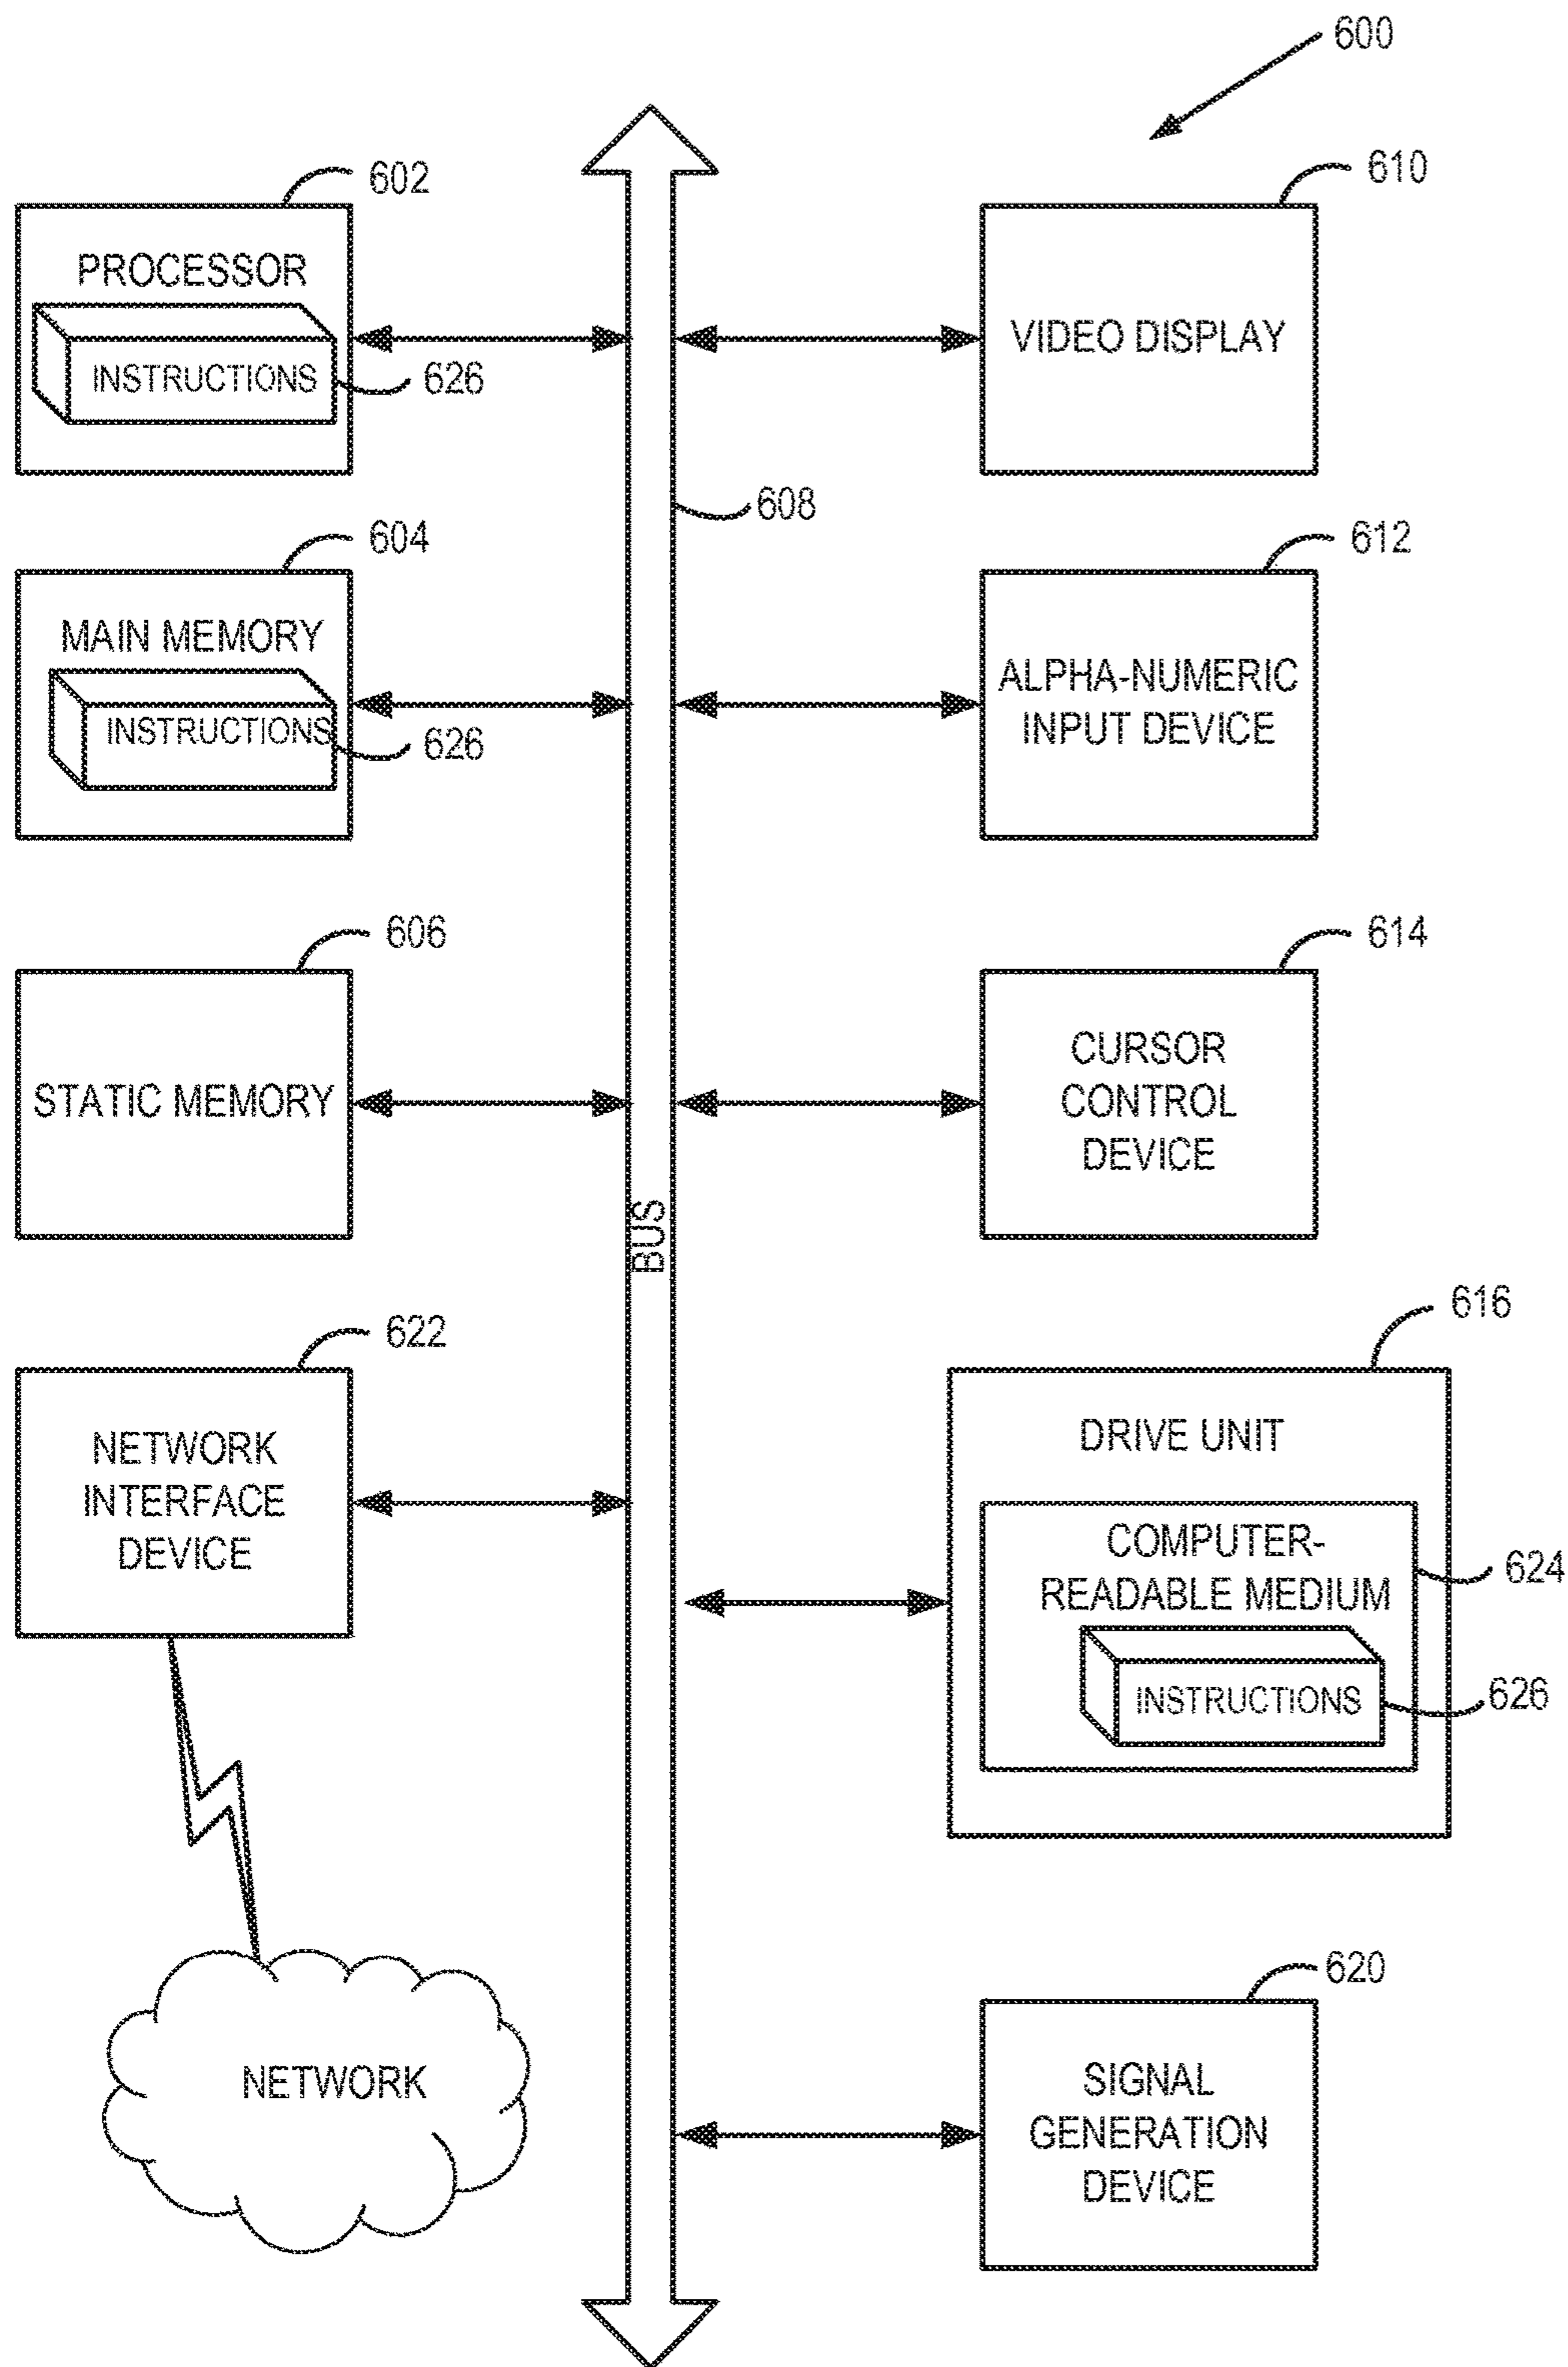 600
602
PROCESSOR
INSTRUCTIONS
626
610
VIDEO DISPLAY
608
604
MAIN MEMORY
INSTRUCTIONS
626
612
ALPHA-NUMERIC
INPUT DEVICE
606
STATIC MEMORY
614
CURSOR
CONTROL
DEVICE
BUS
622
NETWORK
INTERFACE
DEVICE
616
DRIVE UNIT
COMPUTER-
READABLE MEDIUM
624
INSTRUCTIONS
626
NETWORK
620
SIGNAL
GENERATION
DEVICE